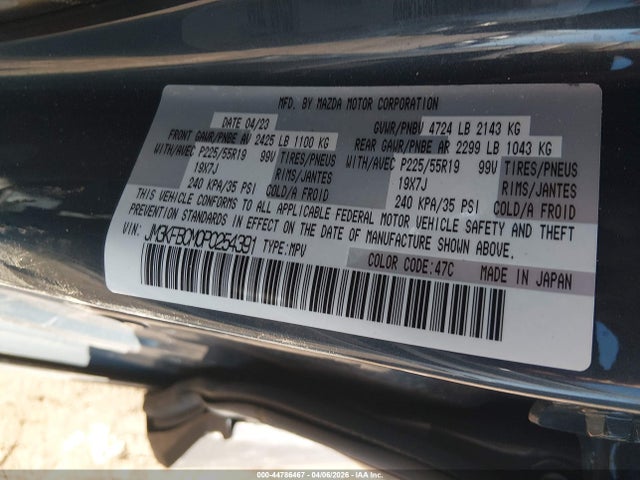 MFD. BY MAZDA MOTOR CORPORATION
DATE 04/23 GVWR/PNBV 4724 LB 2143 KG
FRONT GAWR/PNBE AV 2425 LB 1100 KG REAR GAWR/PNBE AR 2299 LB 1043 KG
WITH/AVEC P225/55R19 99V TIRES/PNEUS WITH/AVEC P225/55R19 99V TIRES/PNEUS
19X7J RIMS/JANTES 19X7J RIMS/JANTES
240 KPA/35 PSI COLD/A FROID 240 KPA/35 PSI COLD/A FROID
THIS VEHICLE CONFORMS TO ALL APPLICABLE FEDERAL MOTOR VEHICLE SAFETY AND THEFT
PREVENTION STANDARDS IN EFFECT ON THE DATE OF MANUFACTURE SHOWN ABOVE.
VIN: JM3KFBCM0P0254391 TYPE:MPV
COLOR CODE:47C MADE IN JAPAN
000-44786467 04/06/2026 - IAA Inc.